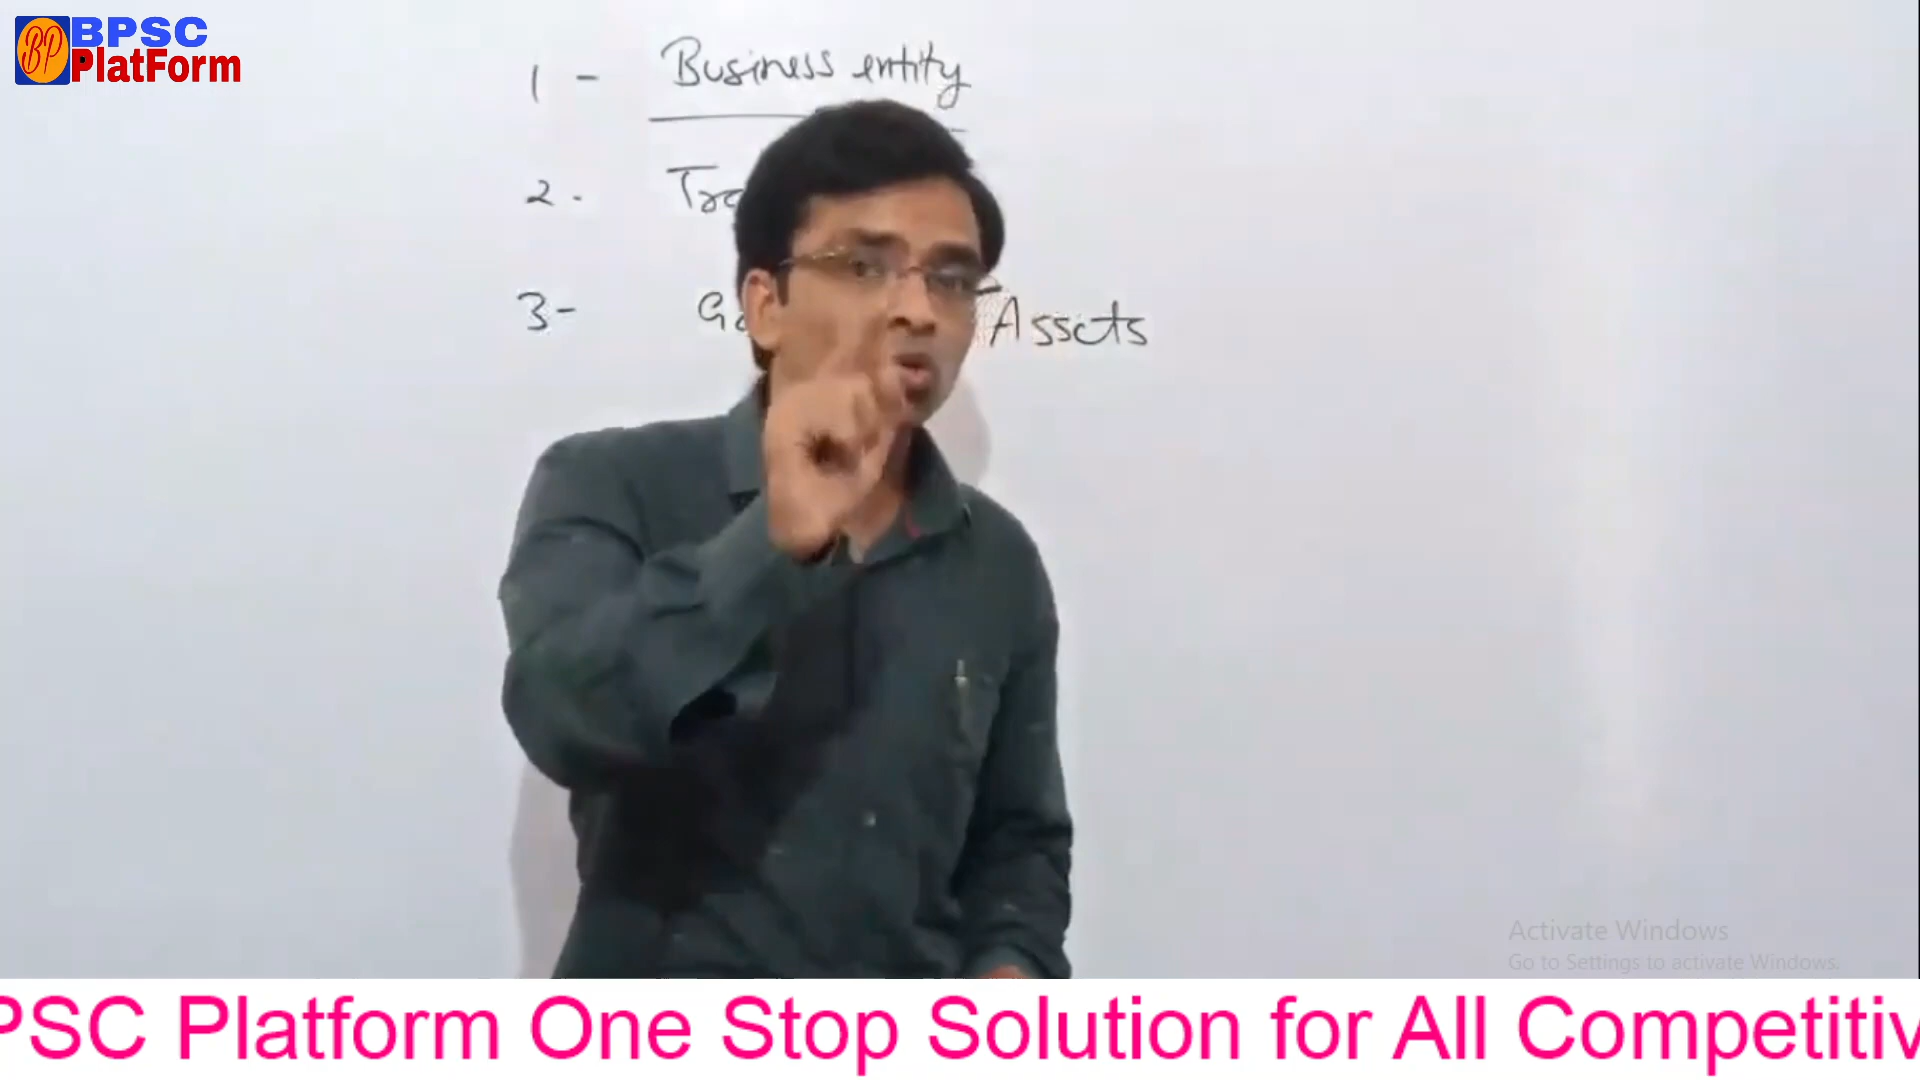 BPSC
PlatForm
1 - Business entity
2 -
3 - Assets
Activate Windows
Go to Settings to activate Windows.
PSC Platform One Stop Solution for All Competitiv